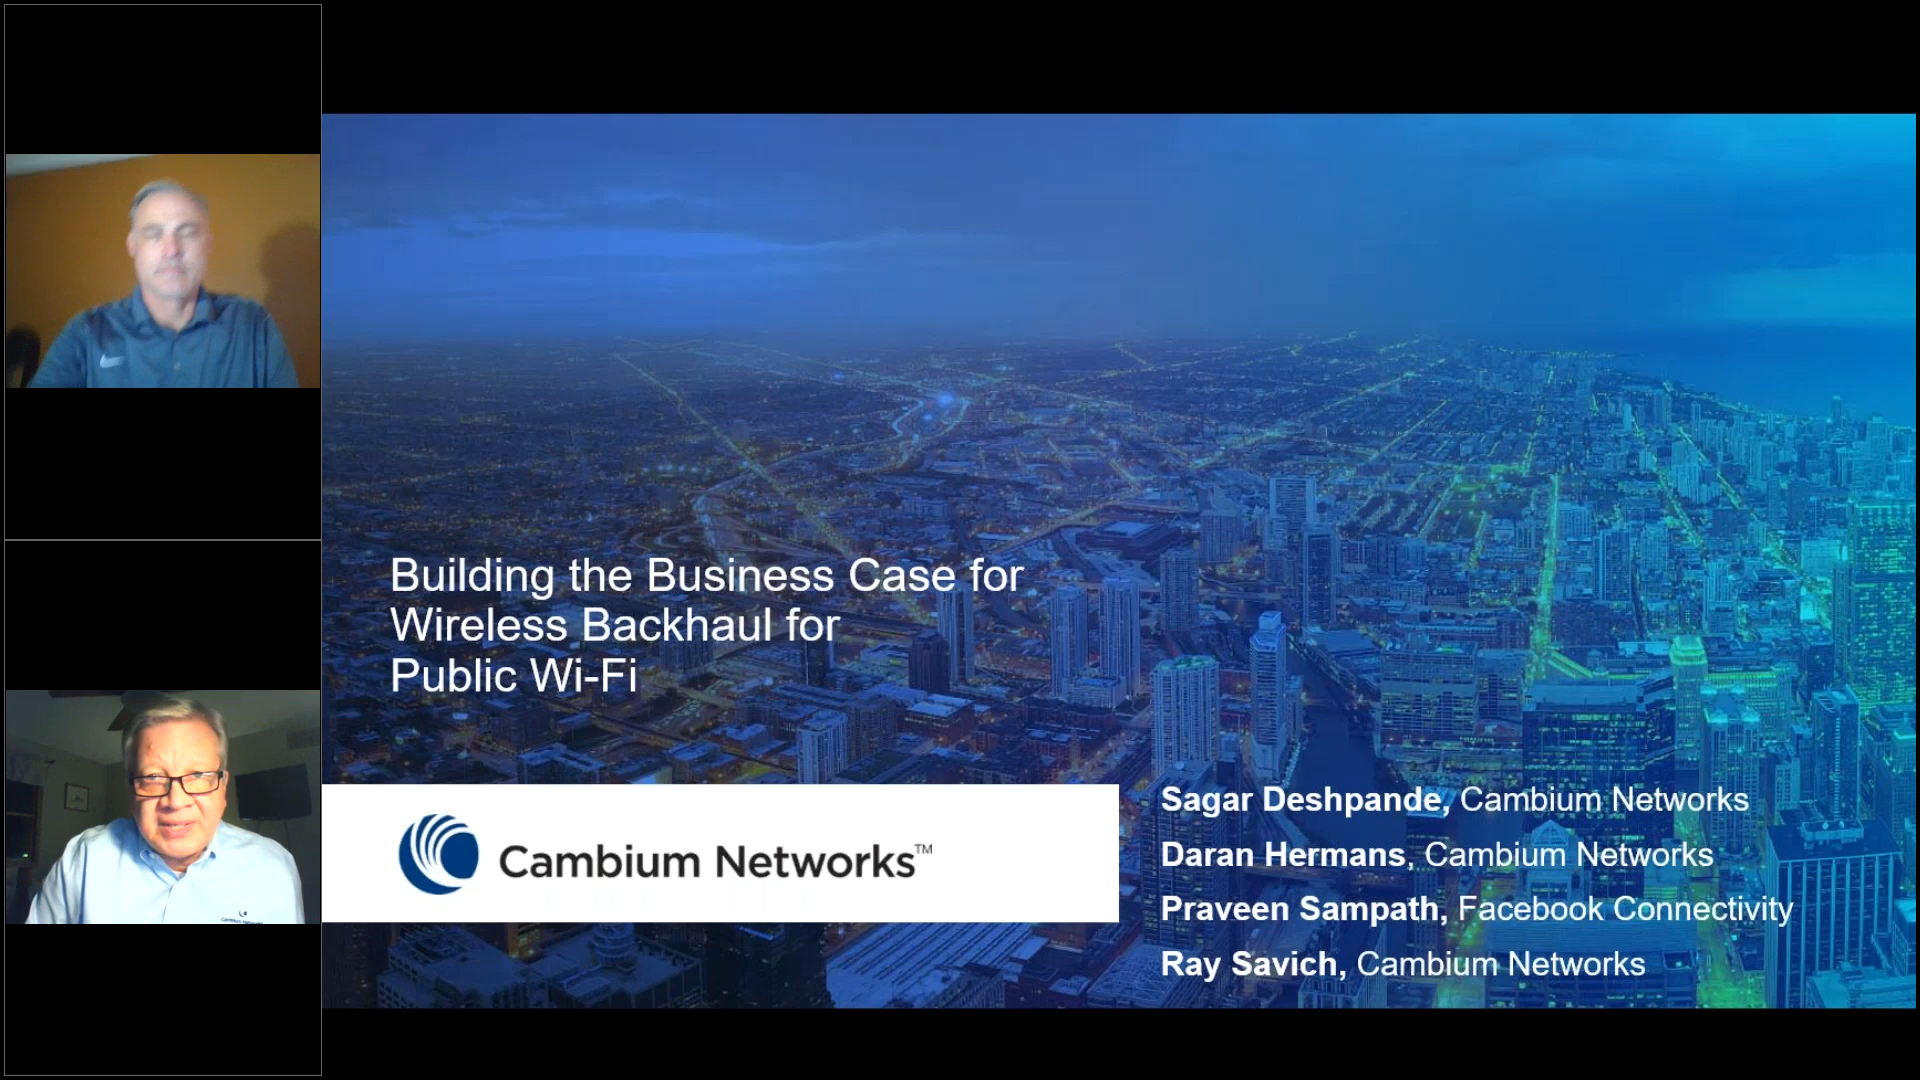 Building the Business Case for
Wireless Backhaul for
Public Wi-Fi
Cambium Networks™
Sagar Deshpande, Cambium Networks
Daran Hermans, Cambium Networks
Praveen Sampath, Facebook Connectivity
Ray Savich, Cambium Networks